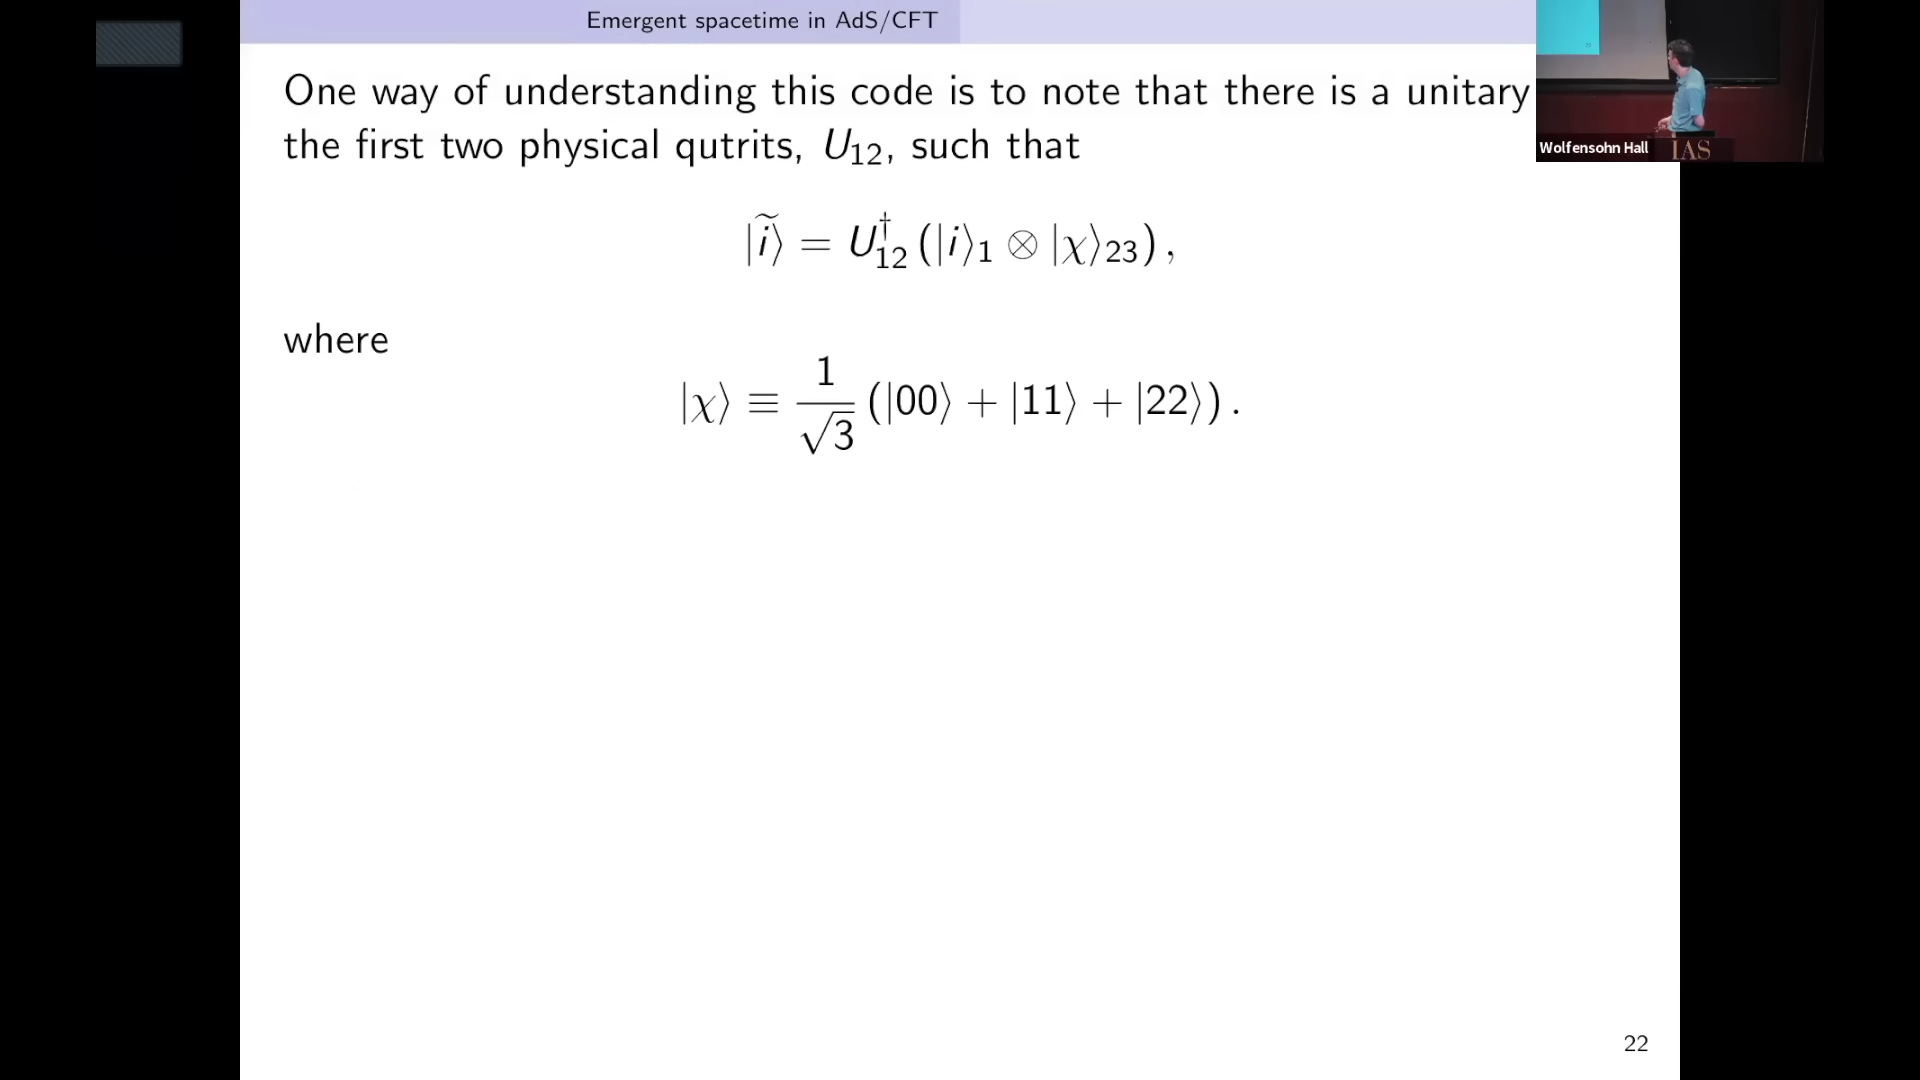 Emergent spacetime in AdS/CFT
One way of understanding this code is to note that there is a unitary
the first two physical qutrits, U₁₂, such that
|ĩ⟩ = U†₁₂ (|i⟩₁ ⊗ |χ⟩₂₃) ,
where
|χ⟩ ≡ 1/√3 (|00⟩ + |11⟩ + |22⟩) .
22
Wolfensohn Hall
IAS